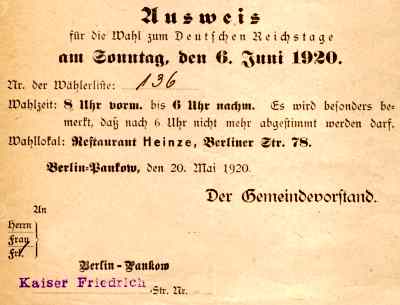 Ausweis
für die Wahl zum Deutschen Reichstage
am Sonntag, den 6. Juni 1920.
Nr. der Wählerliste: 136
Wahlzeit: 8 Uhr vorm. bis 6 Uhr nachm. Es wird besonders be-
merkt, daß nach 6 Uhr nicht mehr abgestimmt werden darf.
Wahllokal: Restaurant Heinze, Berliner Str. 78.
Berlin-Pankow, den 20. Mai 1920.
Der Gemeindevorstand.
An
Herrn
Frau
Frl.
Berlin-Pankow
Kaiser Friedrich
Str. Nr.